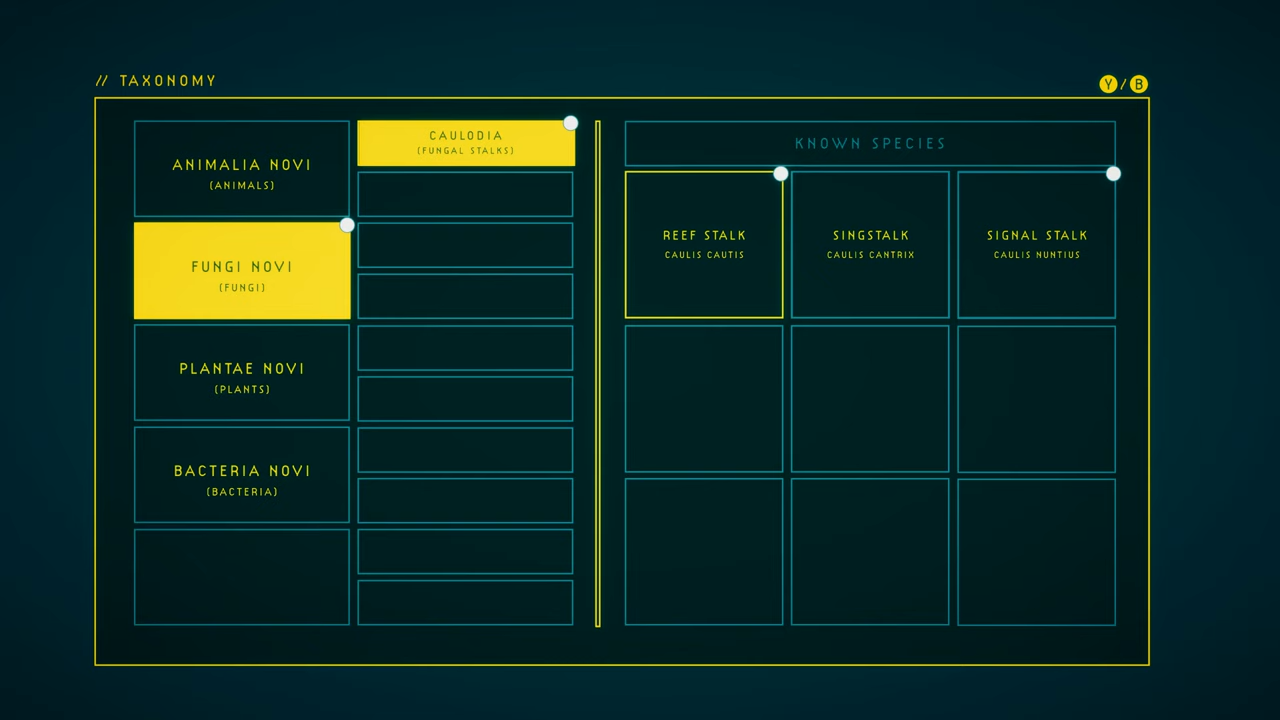 // TAXONOMY
Y / B
ANIMALIA NOVI
(ANIMALS)
FUNGI NOVI
(FUNGI)
PLANTAE NOVI
(PLANTS)
BACTERIA NOVI
(BACTERIA)
CAULODIA
(FUNGAL STALKS)
KNOWN SPECIES
REEF STALK
CAULIS CAUTIS
SINGSTALK
CAULIS CANTRIX
SIGNAL STALK
CAULIS NUNTIUS